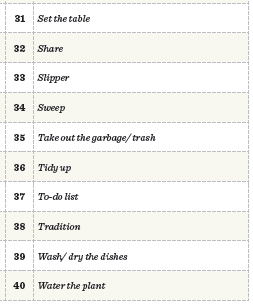 31 Set the table
32 Share
33 Slipper
34 Sweep
35 Take out the garbage/ trash
36 Tidy up
37 To-do list
38 Tradition
39 Wash/ dry the dishes
40 Water the plant